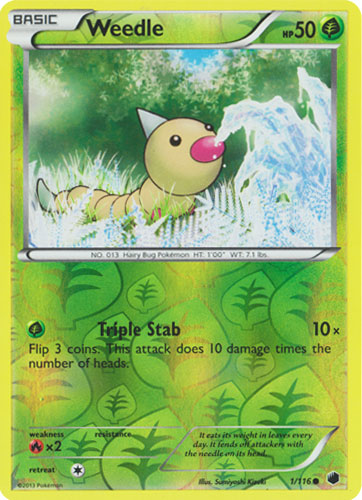 BASIC Weedle HP50
NO. 013 Hairy Bug Pokémon HT: 1'00" WT: 7.1 lbs.
Triple Stab 10×
Flip 3 coins. This attack does 10 damage times the
number of heads.
weakness resistance
×2
retreat
It eats its weight in leaves every
day. It fends off attackers with
the needle on its head.
©2013 Pokémon
Illus. Sumiyoshi Kizuki 1/116